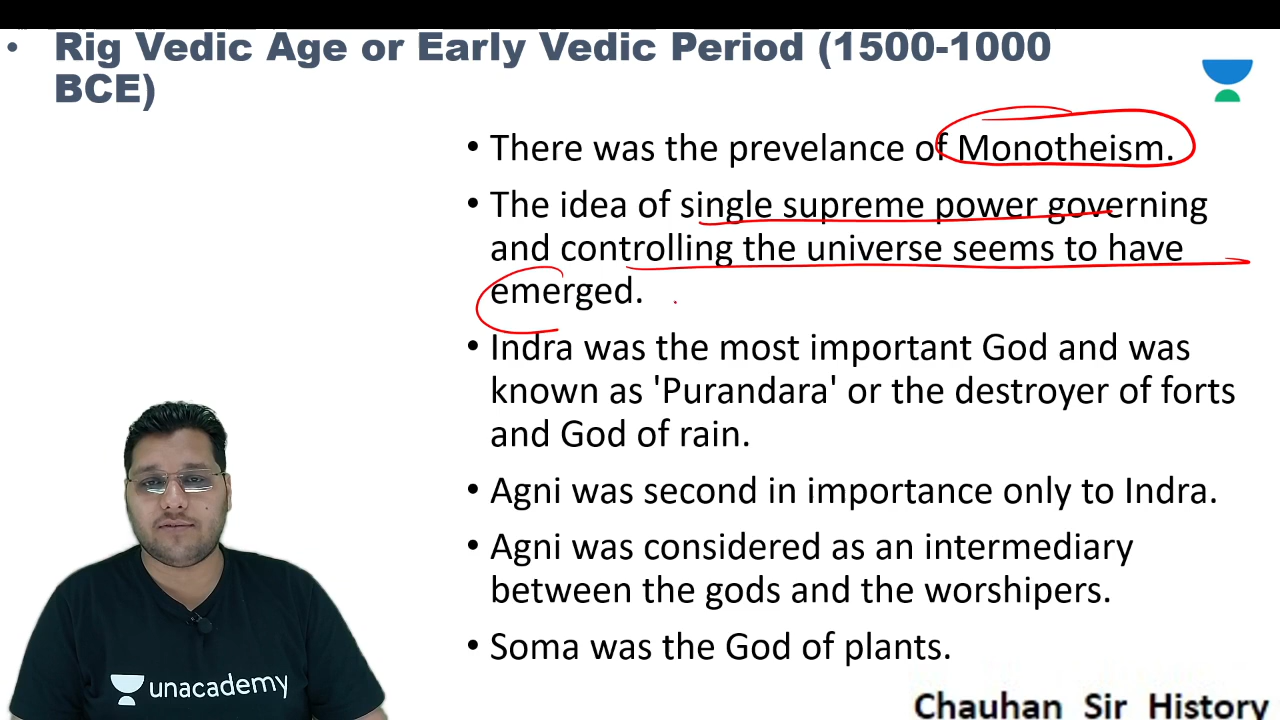 • Rig Vedic Age or Early Vedic Period (1500-1000
BCE)
• There was the prevelance of Monotheism.
• The idea of single supreme power governing
and controlling the universe seems to have
emerged.
• Indra was the most important God and was
known as 'Purandara' or the destroyer of forts
and God of rain.
• Agni was second in importance only to Indra.
• Agni was considered as an intermediary
between the gods and the worshipers.
• Soma was the God of plants.
unacademy
Chauhan Sir History